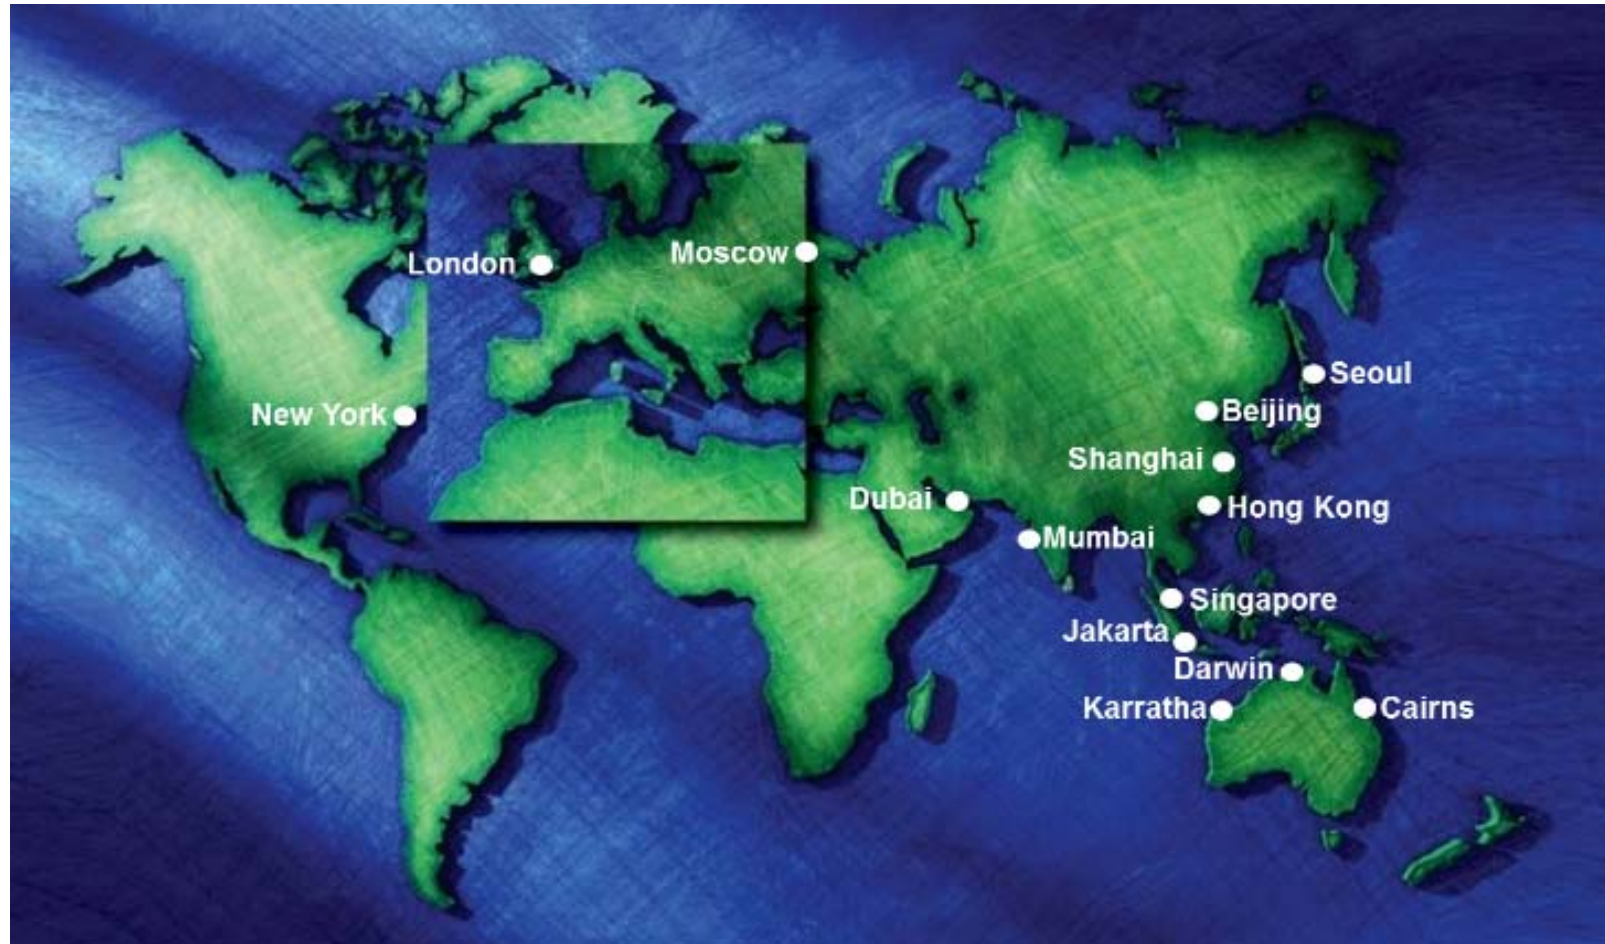 Moscow
London
Seoul
New York
Beijing
Shanghai
Dubai
Hong Kong
Mumbai
Singapore
Jakarta
Darwin
Karratha
Cairns